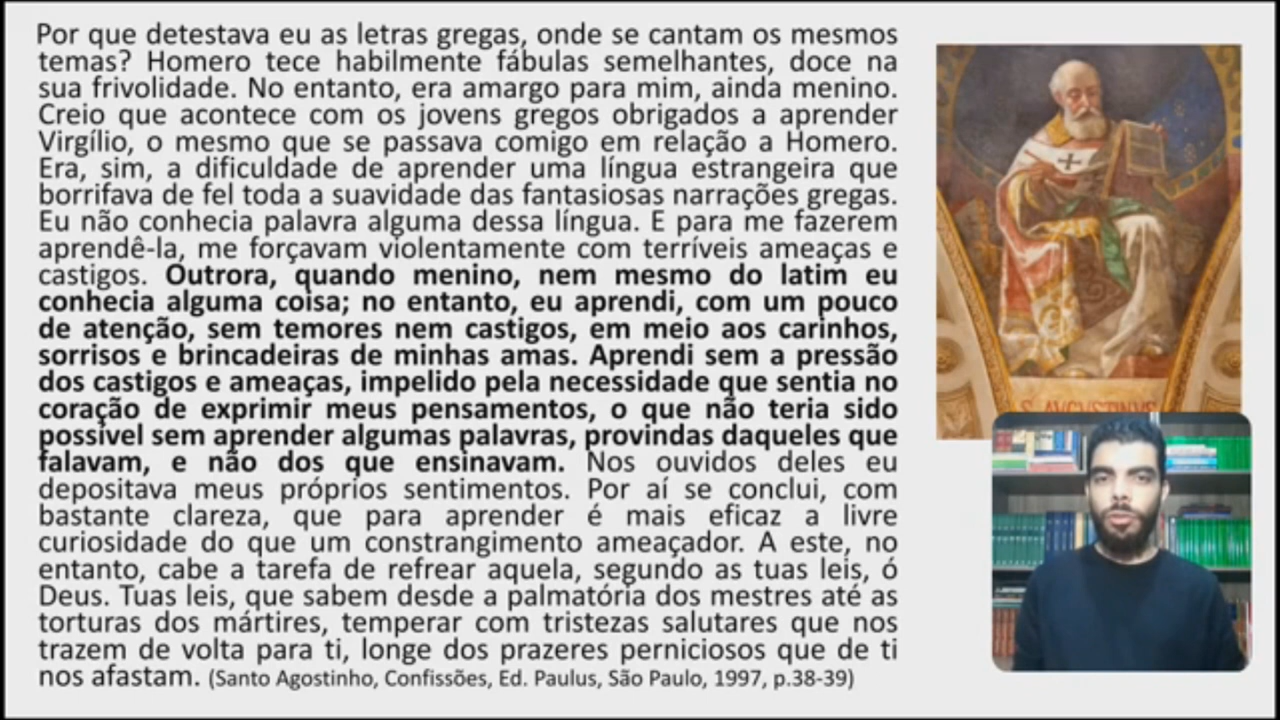 Por que detestava eu as letras gregas, onde se cantam os mesmos
temas? Homero tece habilmente fábulas semelhantes, doce na
sua frivolidade. No entanto, era amargo para mim, ainda menino.
Creio que acontece com os jovens gregos obrigados a aprender
Virgílio, o mesmo que se passava comigo em relação a Homero.
Era, sim, a dificuldade de aprender uma língua estrangeira que
borrifava de fel toda a suavidade das fantasiosas narrações gregas.
Eu não conhecia palavra alguma dessa língua. E para me fazerem
aprendê-la, me forçavam violentamente com terríveis ameaças e
castigos. Outrora, quando menino, nem mesmo do latim eu
conhecia alguma coisa; no entanto, eu aprendi, com um pouco
de atenção, sem temores nem castigos, em meio aos carinhos,
sorrisos e brincadeiras de minhas amas. Aprendi sem a pressão
dos castigos e ameaças, impelido pela necessidade que sentia no
coração de exprimir meus pensamentos, o que não teria sido
possível sem aprender algumas palavras, provindas daqueles que
falavam, e não dos que ensinavam. Nos ouvidos deles eu
depositava meus próprios sentimentos. Por aí se conclui, com
bastante clareza, que para aprender é mais eficaz a livre
curiosidade do que um constrangimento ameaçador. A este, no
entanto, cabe a tarefa de refrear aquela, segundo as tuas leis, ó
Deus. Tuas leis, que sabem desde a palmatória dos mestres até as
torturas dos mártires, temperar com tristezas salutares que nos
trazem de volta para ti, longe dos prazeres perniciosos que de ti
nos afastam. (Santo Agostinho, Confissões, Ed. Paulus, São Paulo, 1997, p.38-39)
S. AVGVSTINVS